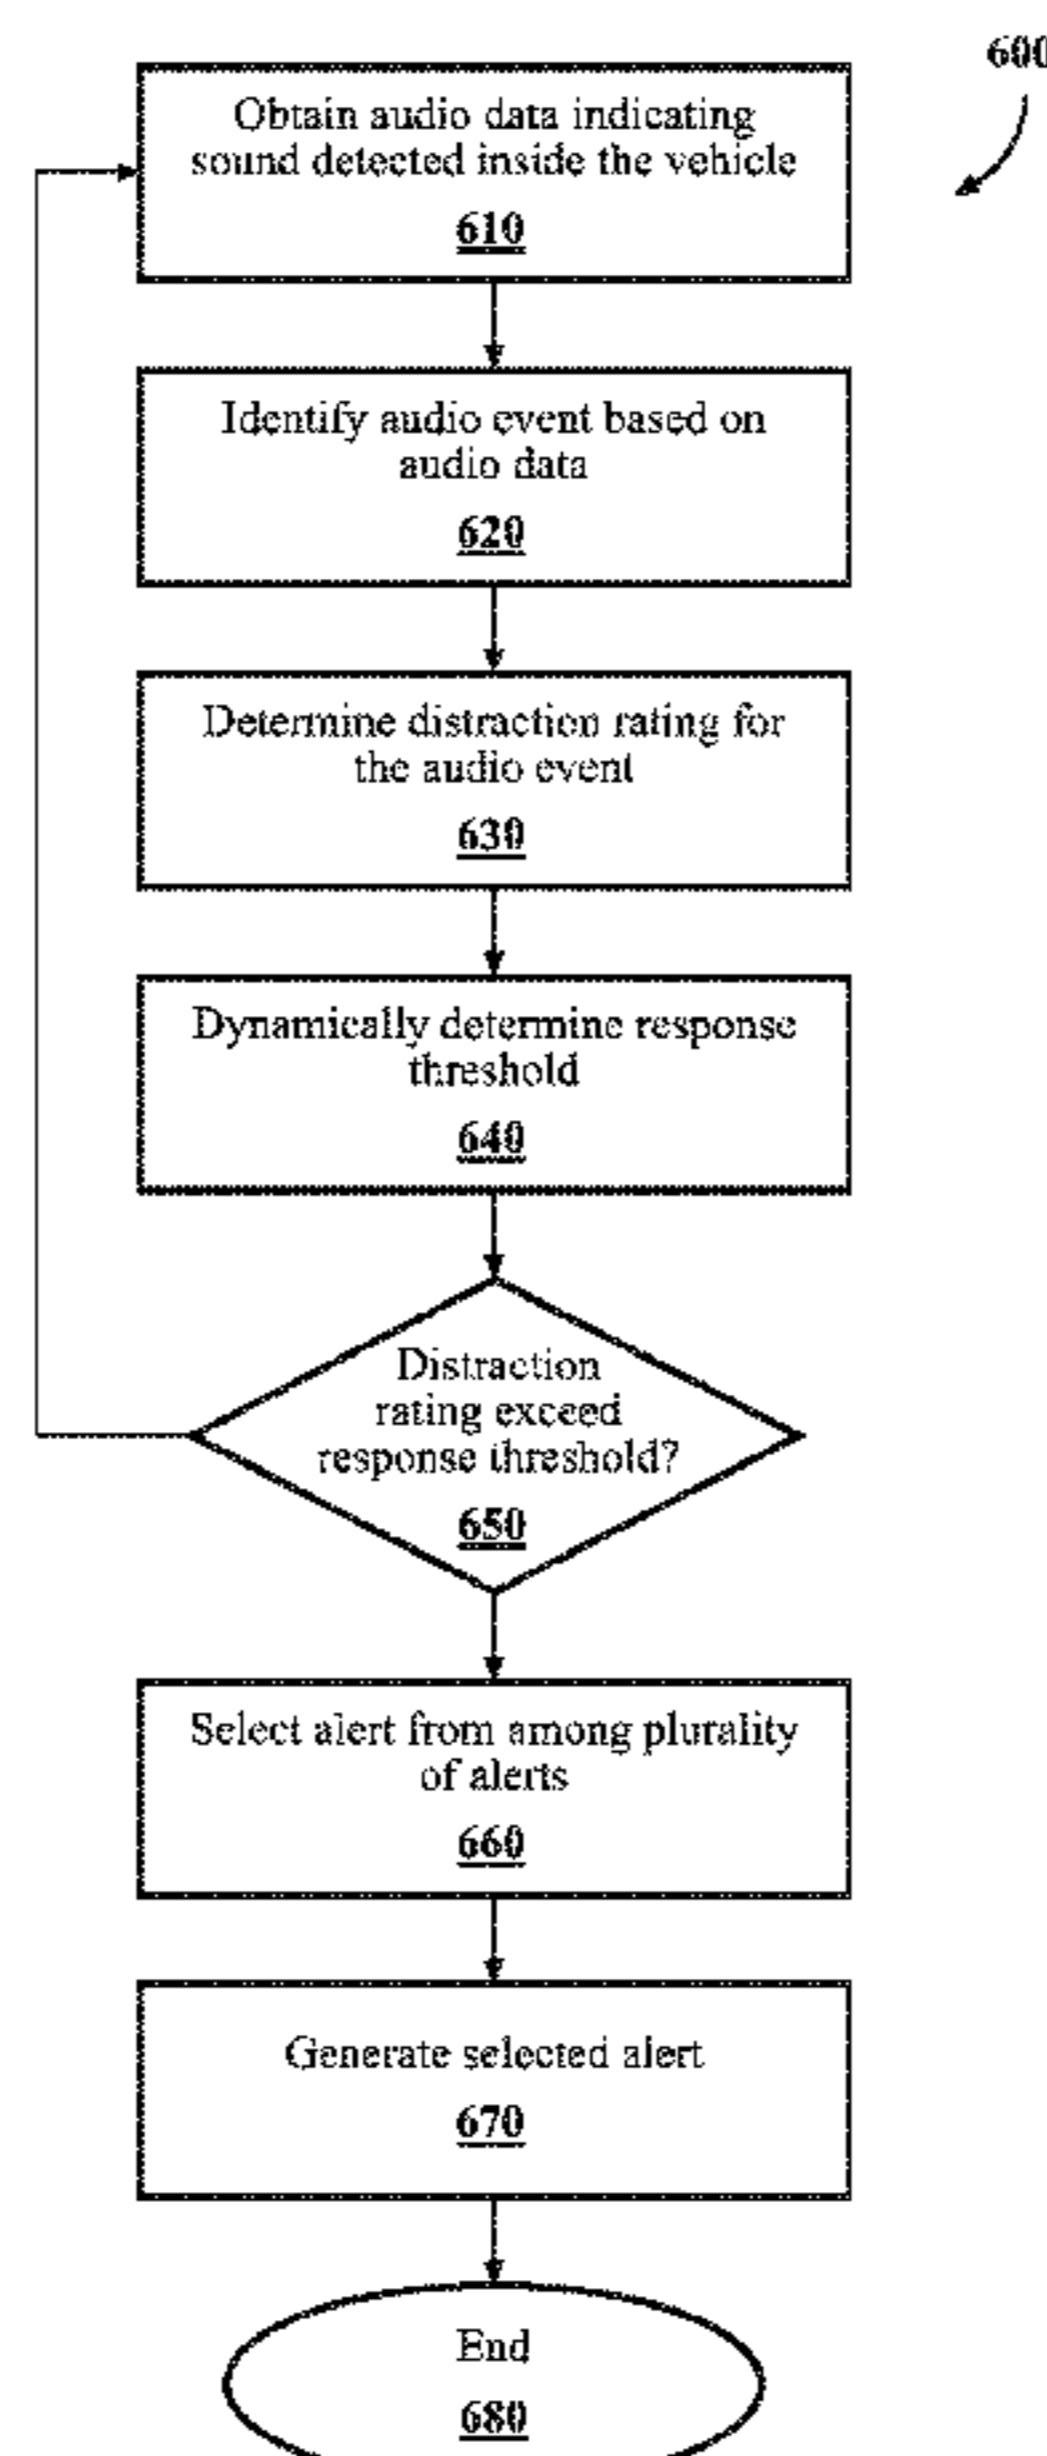 600
Obtain audio data indicating
sound detected inside the vehicle
610
Identify audio event based on
audio data
620
Determine distraction rating for
the audio event
630
Dynamically determine response
threshold
640
Distraction
rating exceed
response threshold?
650
Select alert from among plurality
of alerts
660
Generate selected alert
670
End
680